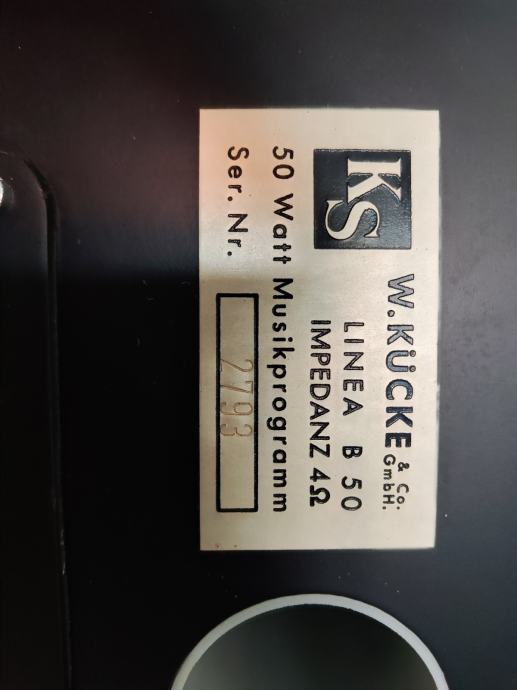 KS
W. KÜCKE & Co. GmbH.
LINEA B 50
IMPEDANZ 4Ω
50 Watt Musikprogramm
Ser. Nr. 2793